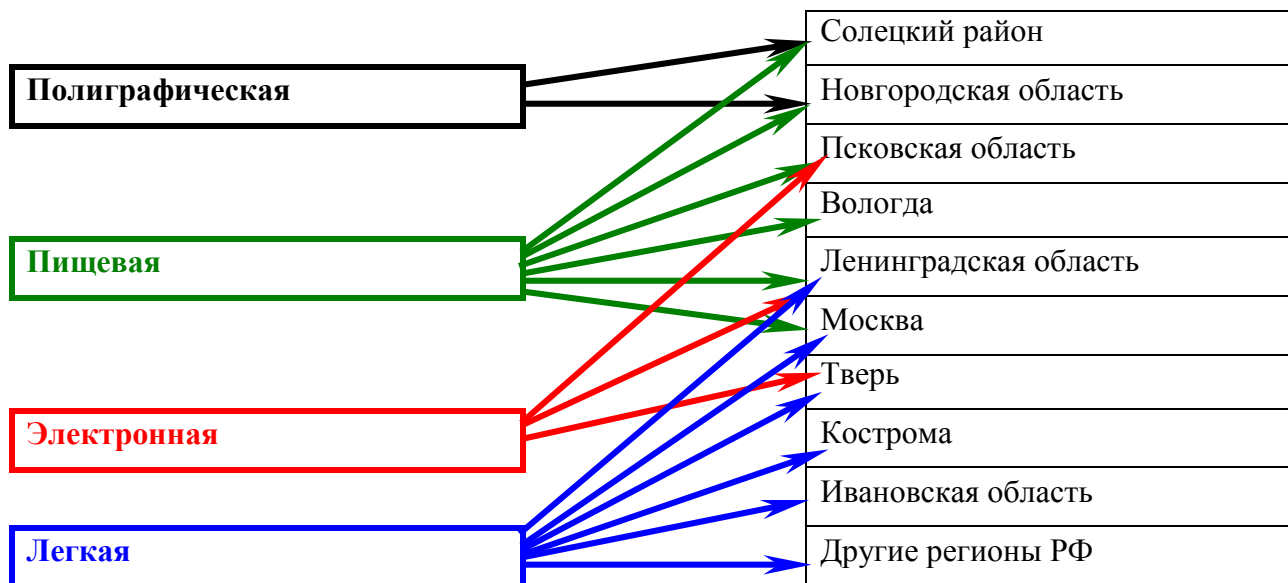 Полиграфическая
Пищевая
Электронная
Легкая
Солецкий район
Новгородская область
Псковская область
Вологда
Ленинградская область
Москва
Тверь
Кострома
Ивановская область
Другие регионы РФ